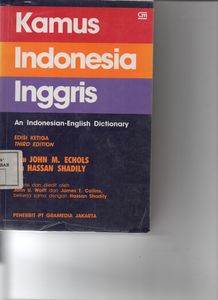 GM
Kamus
Indonesia
Inggris
An Indonesian-English Dictionary
EDISI KETIGA
THIRD EDITION
JOHN M. ECHOLS
HASSAN SHADILY
dan diedit oleh
John U. Wolff dan James T. Collins,
bekerja sama dengan Hassan Shadily
PENERBIT PT GRAMEDIA JAKARTA